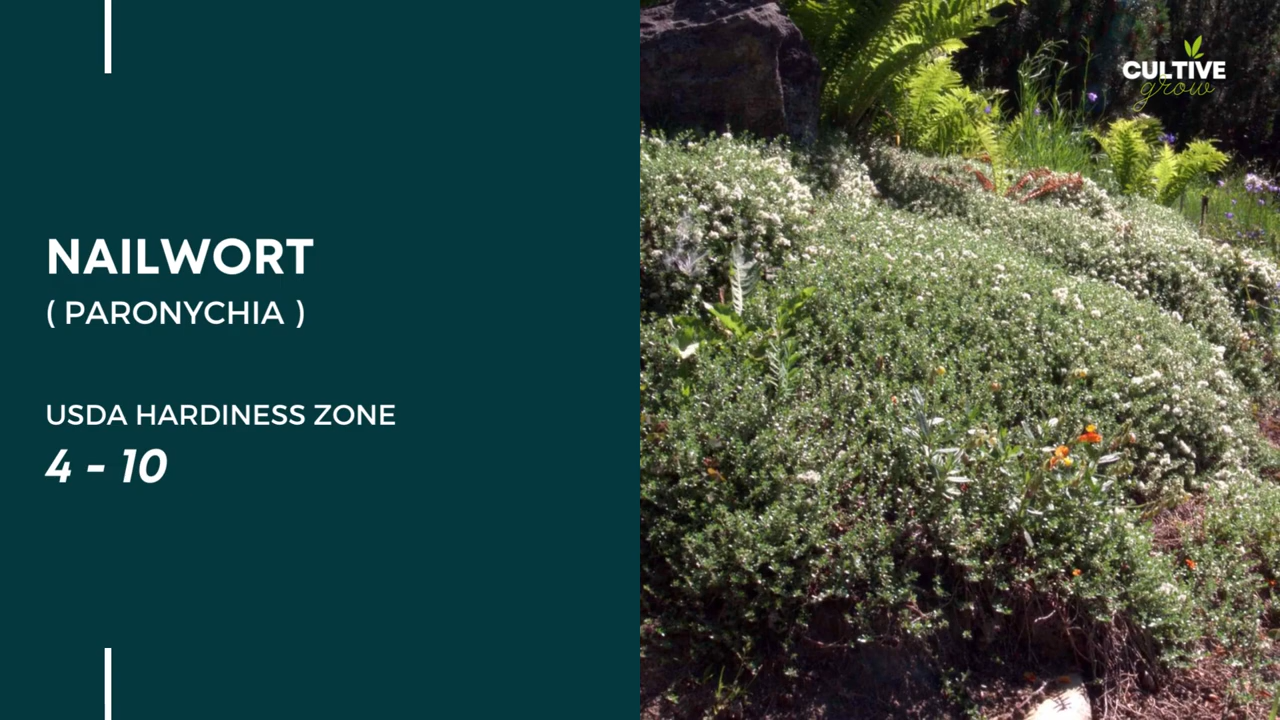 NAILWORT
( PARONYCHIA )
USDA HARDINESS ZONE
4 - 10
CULTIVE
grow